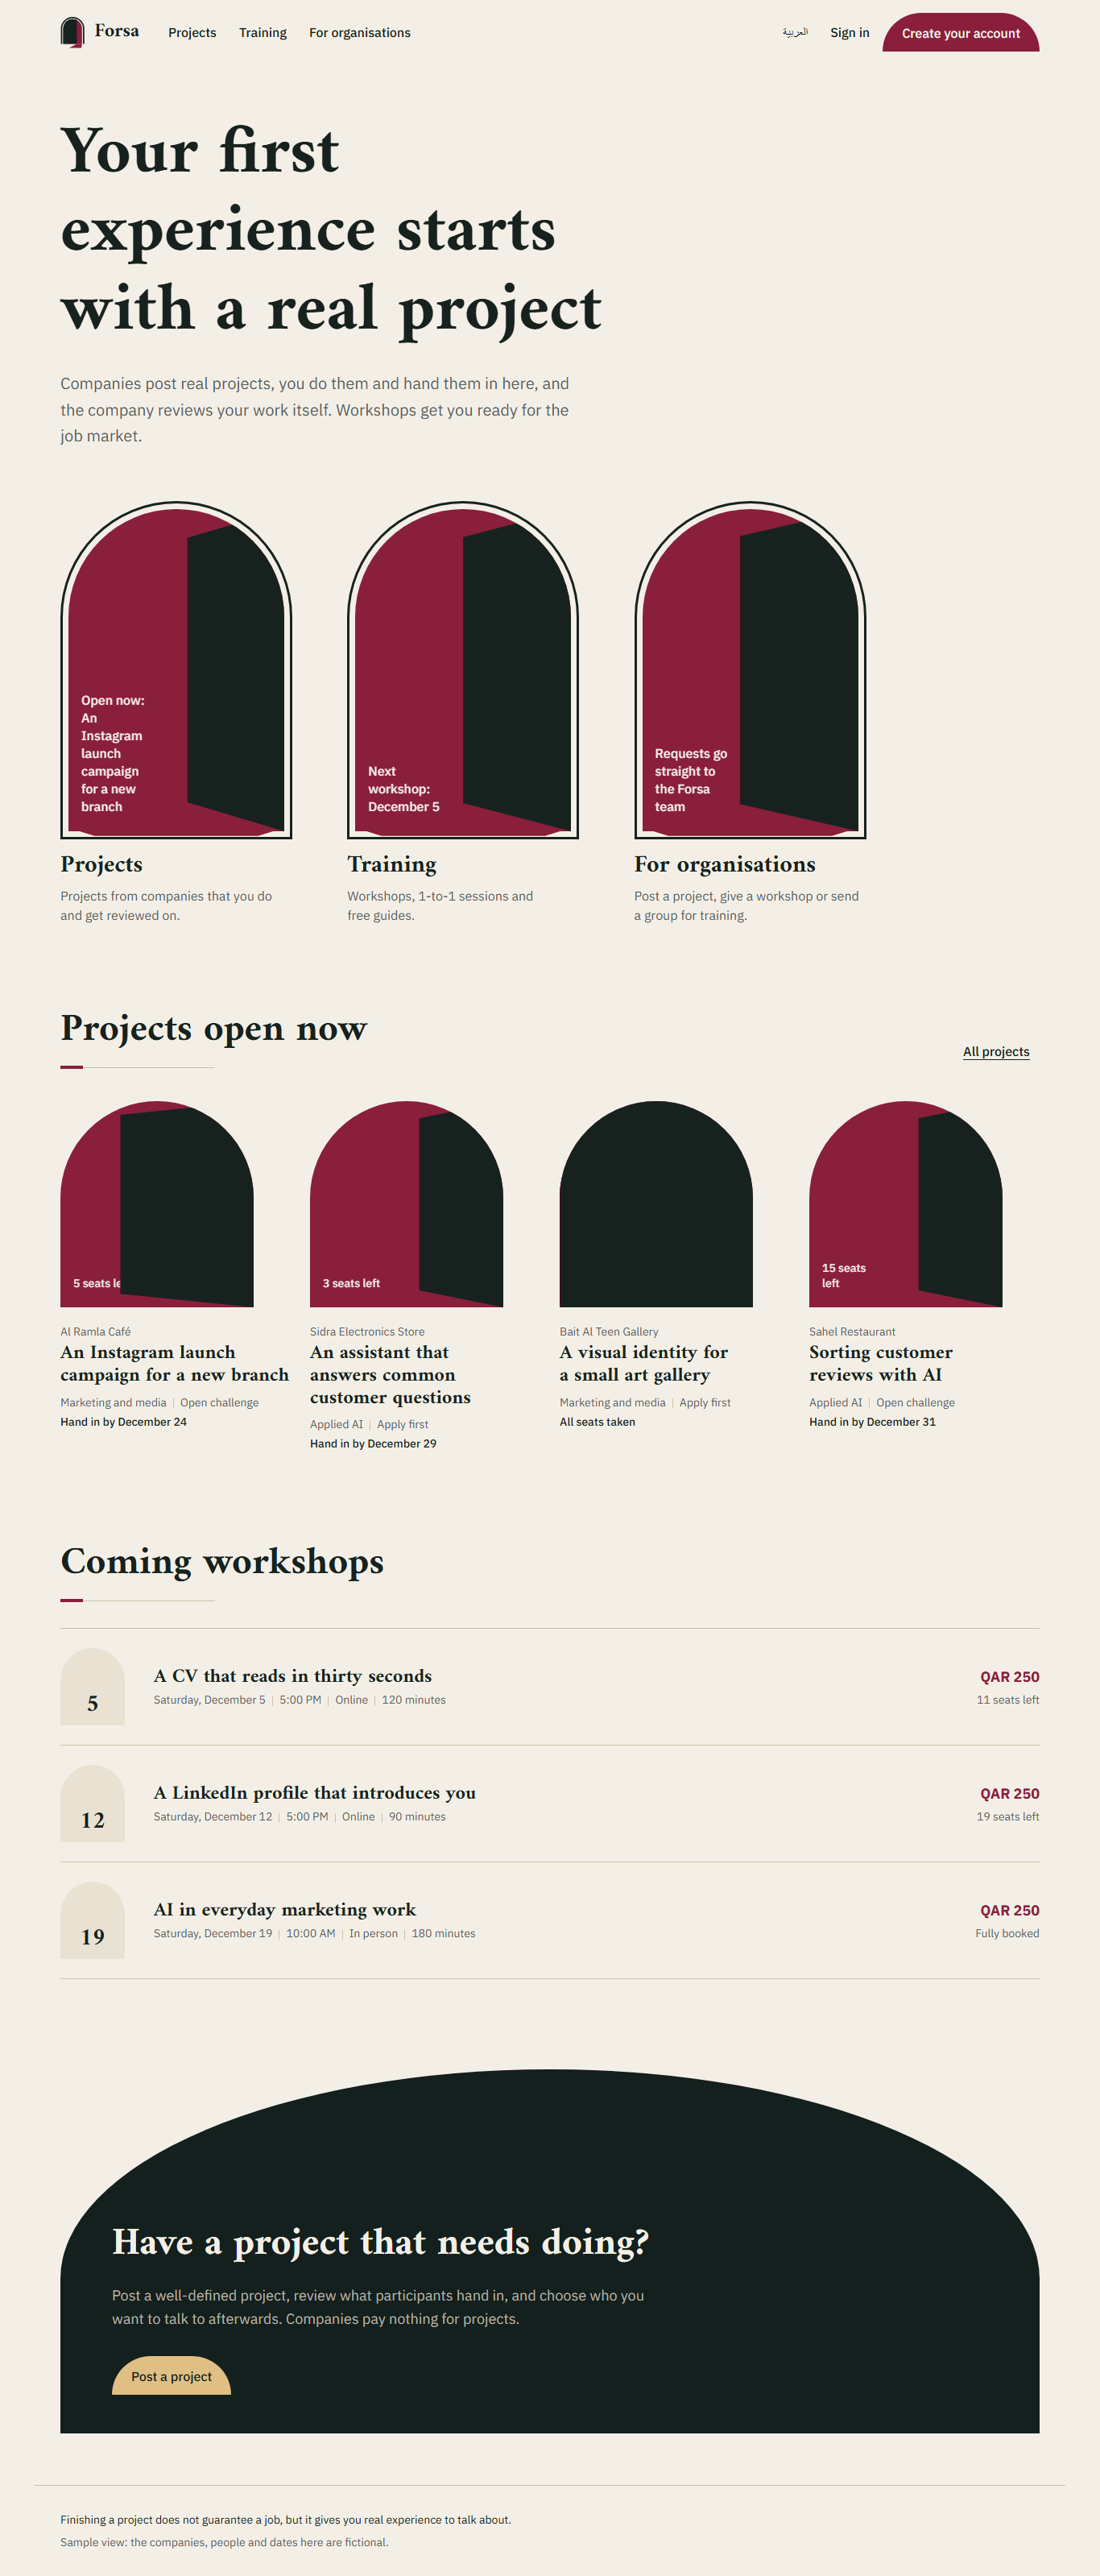 Forsa
Projects
Training
For organisations
العربية
Sign in
Create your account
Your first
experience starts
with a real project
Companies post real projects, you do them and hand them in here, and
the company reviews your work itself. Workshops get you ready for the
job market.
Open now:
An
Instagram
launch
campaign
for a new
branch
Projects
Projects from companies that you do
and get reviewed on.
Next
workshop:
December 5
Training
Workshops, 1-to-1 sessions and
free guides.
Requests go
straight to
the Forsa
team
For organisations
Post a project, give a workshop or send
a group for training.
Projects open now
All projects
5 seats le
Al Ramla Café
An Instagram launch
campaign for a new branch
Marketing and media | Open challenge
Hand in by December 24
3 seats left
Sidra Electronics Store
An assistant that
answers common
customer questions
Applied AI | Apply first
Hand in by December 29
Bait Al Teen Gallery
A visual identity for
a small art gallery
Marketing and media | Apply first
All seats taken
15 seats
left
Sahel Restaurant
Sorting customer
reviews with AI
Applied AI | Open challenge
Hand in by December 31
Coming workshops
5
A CV that reads in thirty seconds
Saturday, December 5 | 5:00 PM | Online | 120 minutes
QAR 250
11 seats left
12
A LinkedIn profile that introduces you
Saturday, December 12 | 5:00 PM | Online | 90 minutes
QAR 250
19 seats left
19
AI in everyday marketing work
Saturday, December 19 | 10:00 AM | In person | 180 minutes
QAR 250
Fully booked
Have a project that needs doing?
Post a well-defined project, review what participants hand in, and choose who you
want to talk to afterwards. Companies pay nothing for projects.
Post a project
Finishing a project does not guarantee a job, but it gives you real experience to talk about.
Sample view: the companies, people and dates here are fictional.